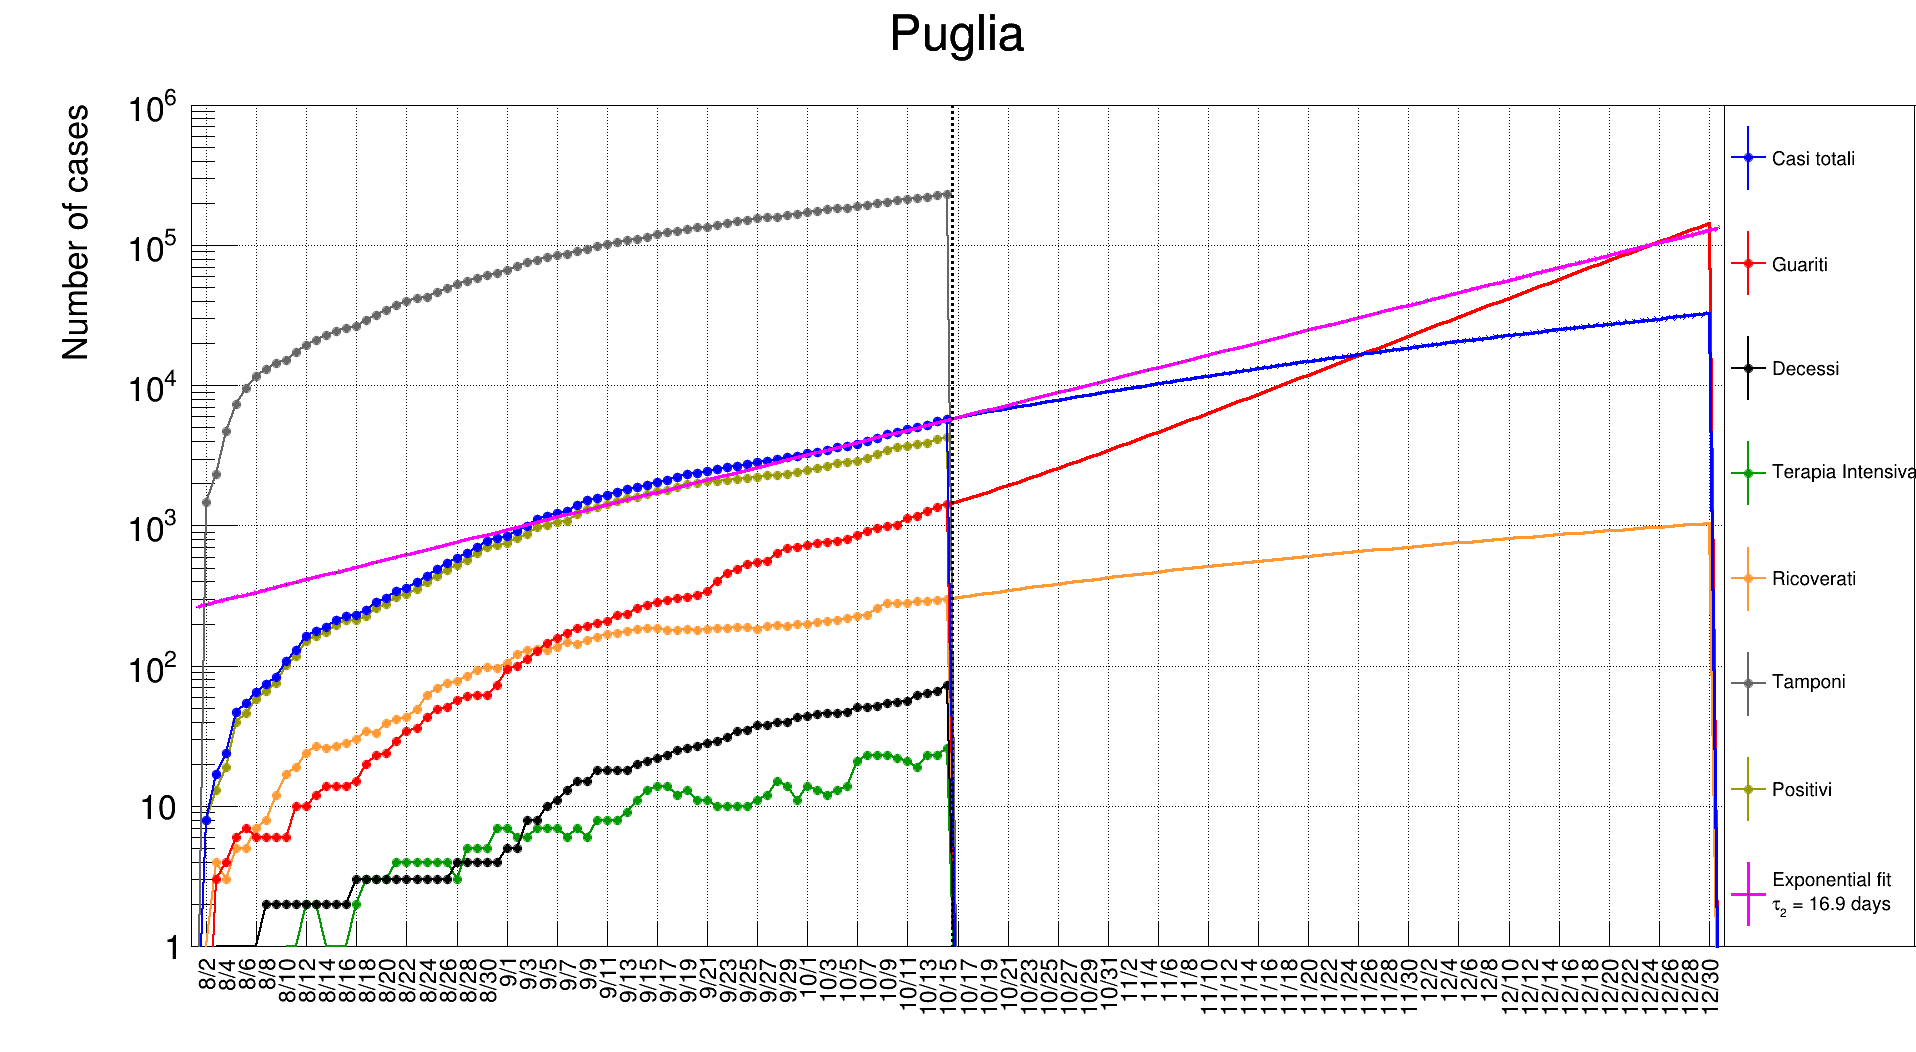 Puglia
Number of cases
10^6
10^5
10^4
10^3
10^2
10
1
8/2 8/4 8/6 8/8 8/10 8/12 8/14 8/16 8/18 8/20 8/22 8/24 8/26 8/28 8/30 9/1 9/3 9/5 9/7 9/9 9/11 9/13 9/15 9/17 9/19 9/21 9/23 9/25 9/27 9/29 10/1 10/3 10/5 10/7 10/9 10/11 10/13 10/15 10/17 10/19 10/21 10/23 10/25 10/27 10/29 10/31 11/2 11/4 11/6 11/8 11/10 11/12 11/14 11/16 11/18 11/20 11/22 11/24 11/26 11/28 11/30 12/2 12/4 12/6 12/8 12/10 12/12 12/14 12/16 12/18 12/20 12/22 12/24 12/26 12/28 12/30
Casi totali
Guariti
Decessi
Terapia Intensiva
Ricoverati
Tamponi
Positivi
Exponential fit
τ₂ = 16.9 days